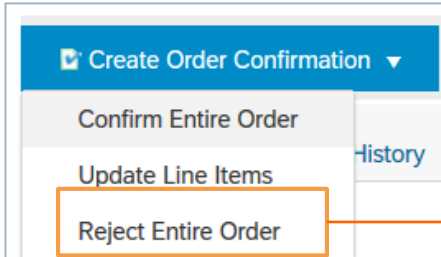 Create Order Confirmation ▼
Confirm Entire Order
History
Update Line Items
Reject Entire Order